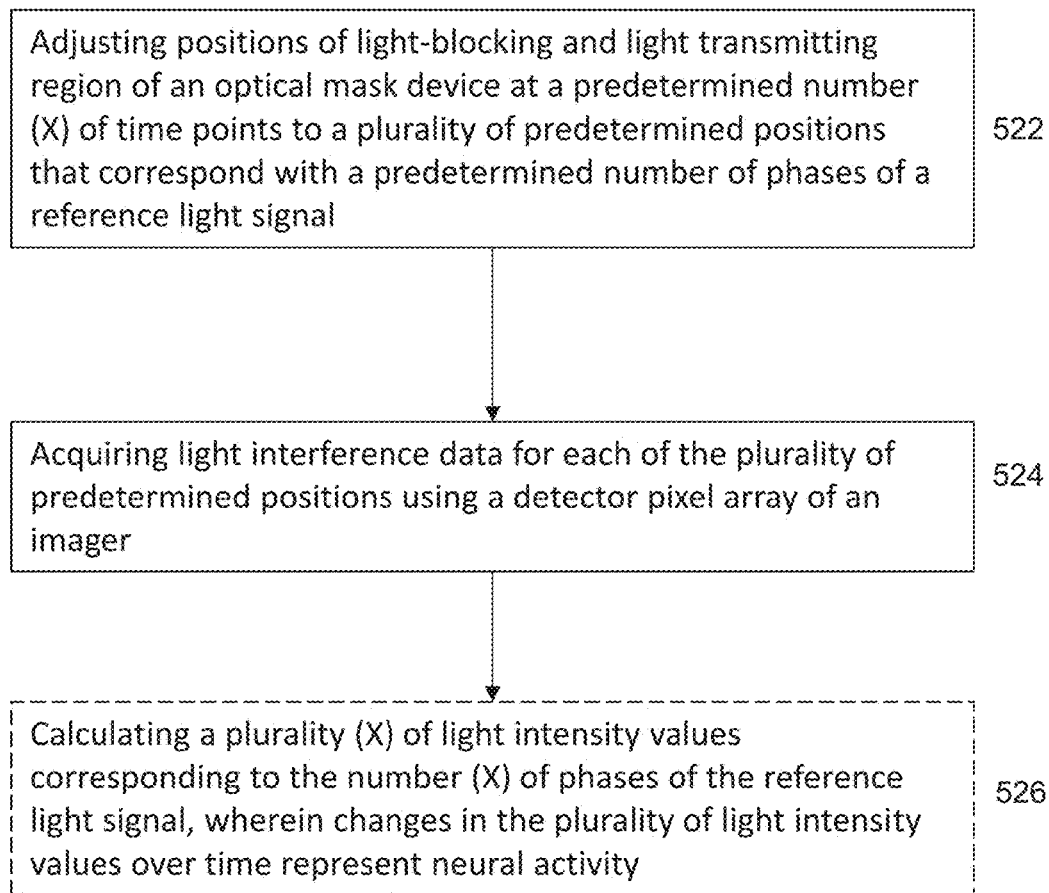 Adjusting positions of light-blocking and light transmitting
region of an optical mask device at a predetermined number
(X) of time points to a plurality of predetermined positions
that correspond with a predetermined number of phases of a
reference light signal
522
Acquiring light interference data for each of the plurality of
predetermined positions using a detector pixel array of an
imager
524
Calculating a plurality (X) of light intensity values
corresponding to the number (X) of phases of the reference
light signal, wherein changes in the plurality of light intensity
values over time represent neural activity
526